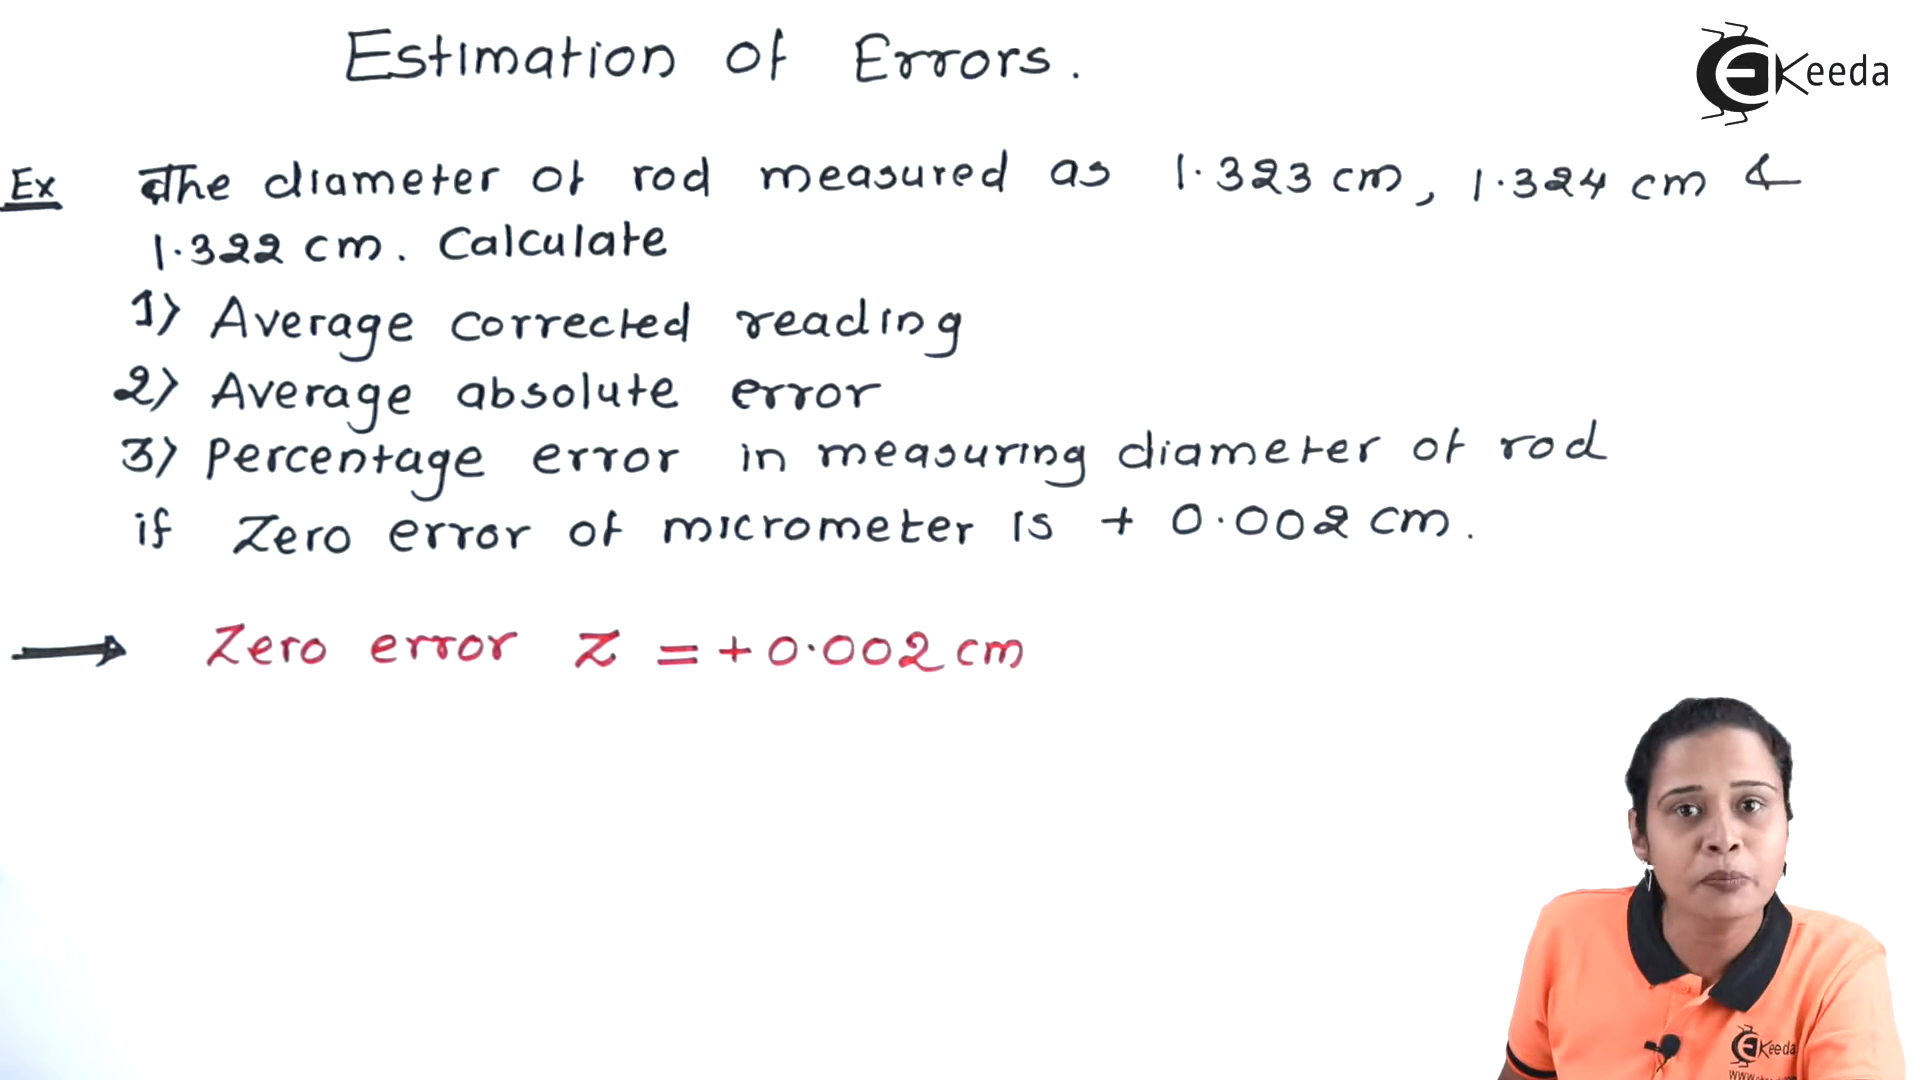 Estimation of Errors.
Keeda
Ex The diameter of rod measured as 1.323 cm, 1.324 cm &
1.322 cm. Calculate
1) Average corrected reading
2) Average absolute error
3) Percentage error in measuring diameter of rod
if Zero error of micrometer is + 0.002 cm.
Zero error Z = + 0.002 cm
Keeda